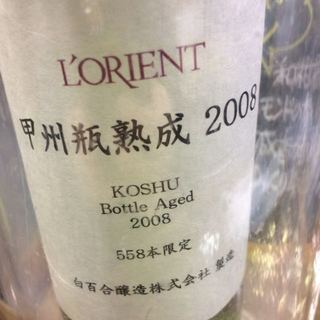 L'ORIENT
甲州瓶熟成 2008
KOSHU
Bottle Aged
2008
558本限定
白百合醸造株式会社 製造